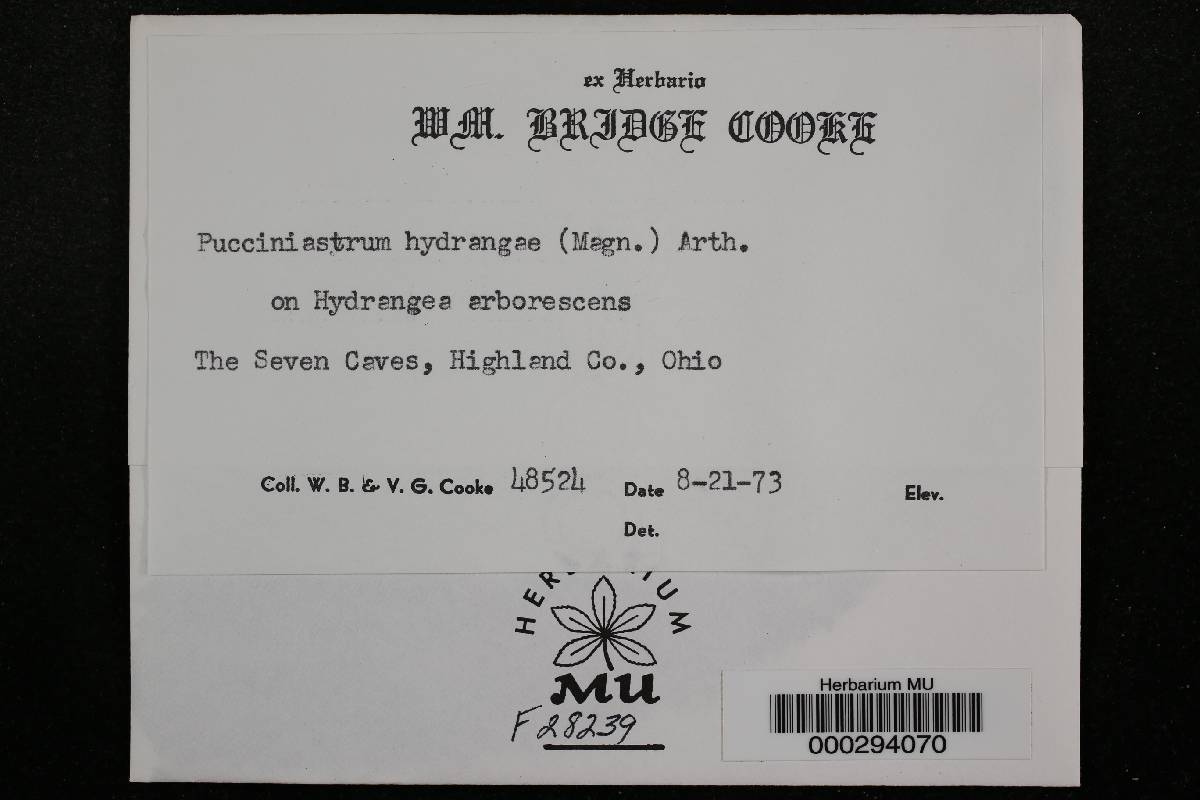 ex Herbario
WM. BRIDGE COOKE
Pucciniastrum hydrangae (Magn.) Arth.
on Hydrangea arborescens
The Seven Caves, Highland Co., Ohio
Coll. W. B. & V. G. Cooke 48524 Date 8-21-73 Elev.
Det.
HERBARIUM
MU
F 28239
Herbarium MU
000294070